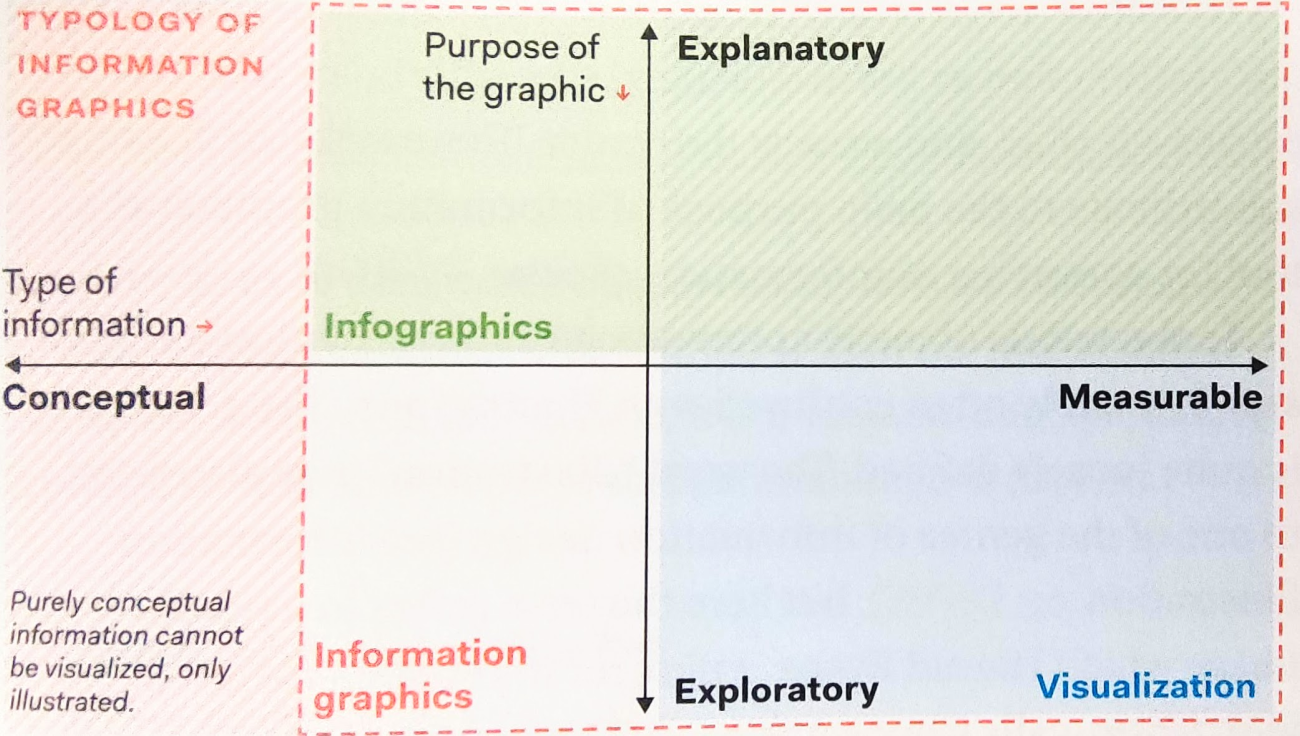 TYPOLOGY OF
INFORMATION
GRAPHICS
Purpose of
the graphic ↓
Explanatory
Type of
information →
Infographics
Conceptual
Measurable
Purely conceptual
information cannot
be visualized, only
illustrated.
Information
graphics
Exploratory
Visualization